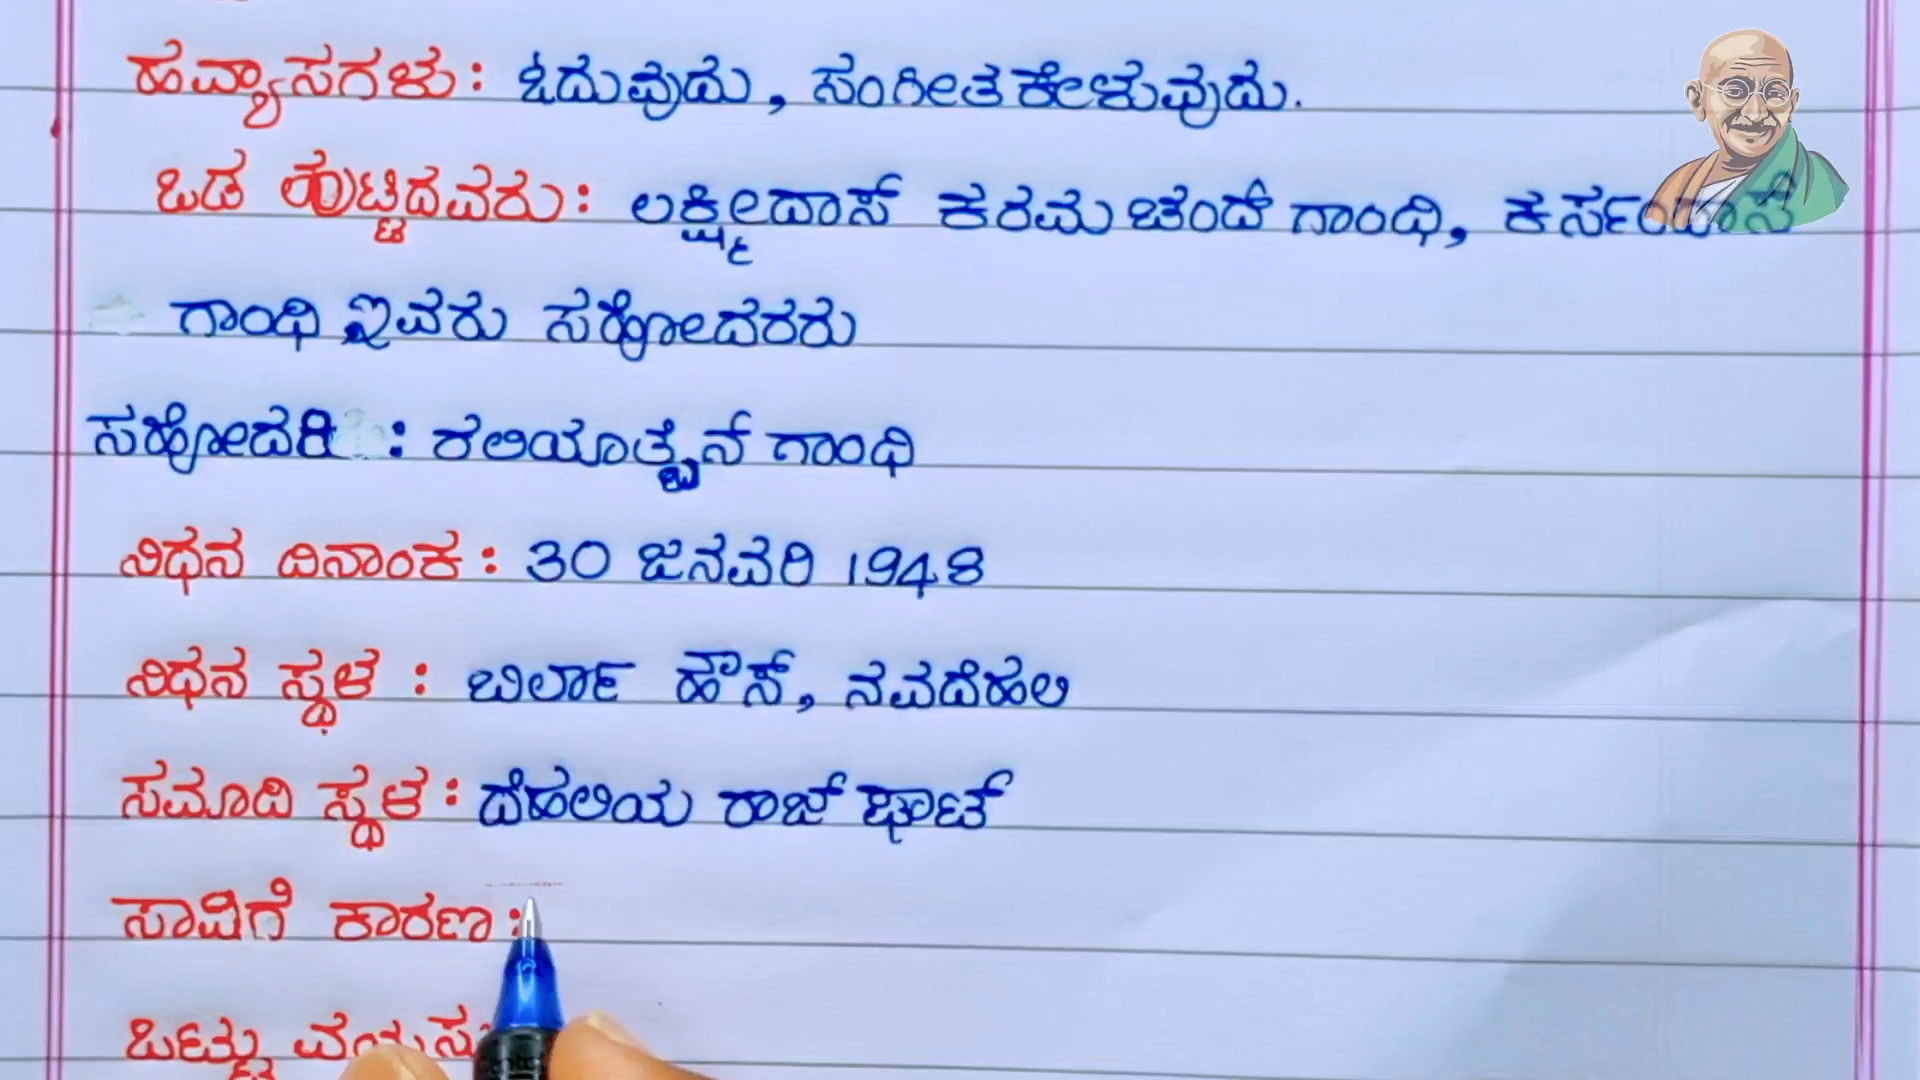 ಹವ್ಯಾಸಗಳು: ಓದುವುದು, ಸಂಗೀತ ಕೇಳುವುದು.
ಒಡ ಹುಟ್ಟಿದವರು: ಲಕ್ಷ್ಮೀದಾಸ್ ಕರಮಚಂದ್ ಗಾಂಧಿ,
ಗಾಂಧಿ ಇವರು ಸಹೋದರರು
ಸಹೋದರಿ : ರಲಿಯಾತ್ಬೆನ್ ಗಾಂಧಿ
ನಿಧನ ದಿನಾಂಕ: 30 ಜನವರಿ 1948
ನಿಧನ ಸ್ಥಳ : ಬಿರ್ಲಾ ಹೌಸ್, ನವದೆಹಲಿ
ಸಮಾದಿ ಸ್ಥಳ: ದೆಹಲಿಯ ರಾಜ್ ಘಾಟ್
ಸಾವಿಗೆ ಕಾರಣ:
ಒಟ್ಟು